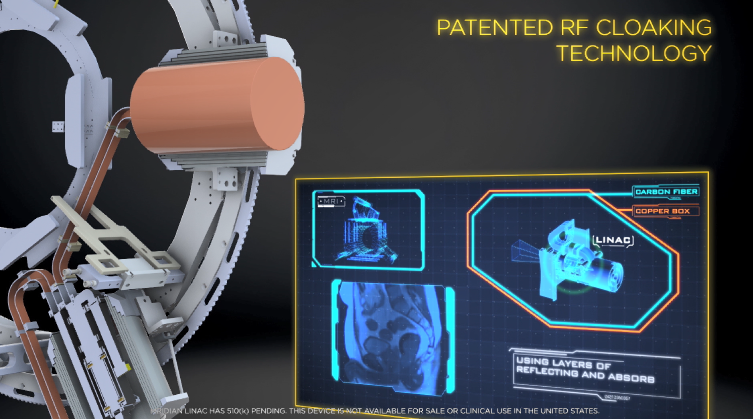 PATENTED RF CLOAKING
TECHNOLOGY
MRI
CARBON FIBER
COPPER BOX
LINAC
USING LAYERS OF
REFLECTING AND ABSORB
RIDIAN LINAC HAS 510(k) PENDING. THIS DEVICE IS NOT AVAILABLE FOR SALE OR CLINICAL USE IN THE UNITED STATES.